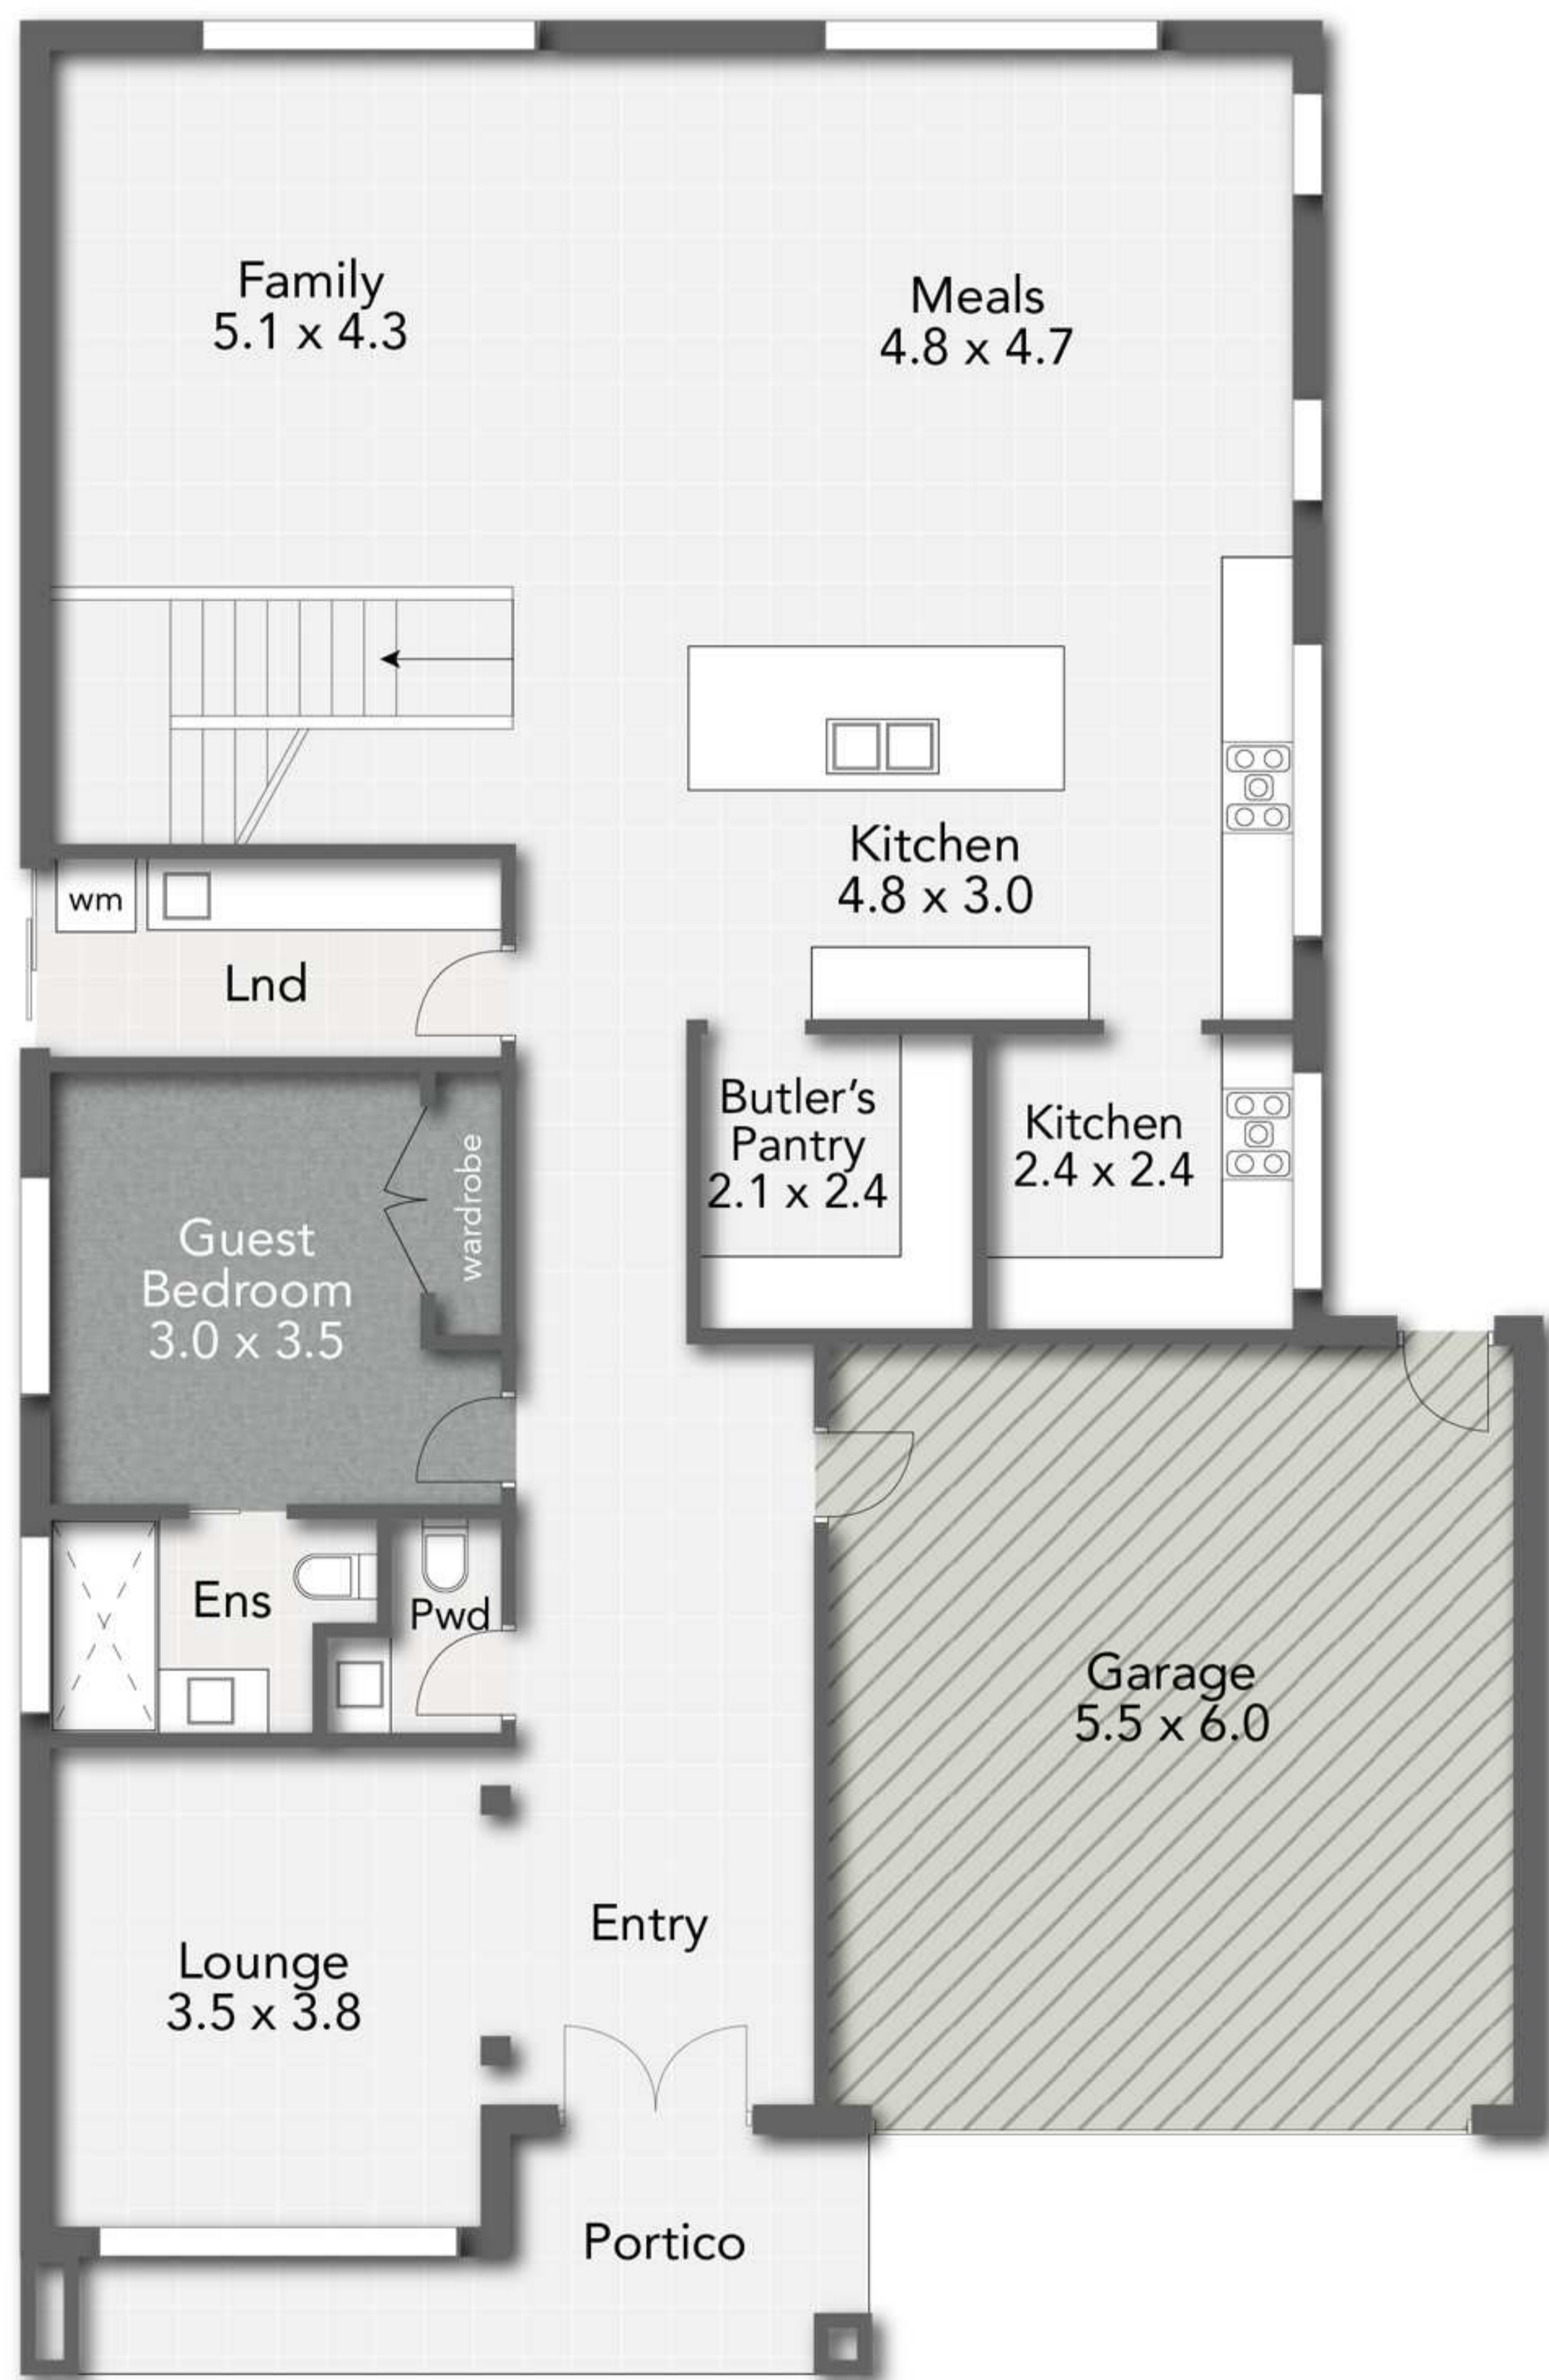 Family
5.1 x 4.3
Meals
4.8 x 4.7
Kitchen
4.8 x 3.0
wm
Lnd
Butler’s
Pantry
2.1 x 2.4
Kitchen
2.4 x 2.4
wardrobe
Guest
Bedroom
3.0 x 3.5
Ens
Pwd
Garage
5.5 x 6.0
Entry
Lounge
3.5 x 3.8
Portico